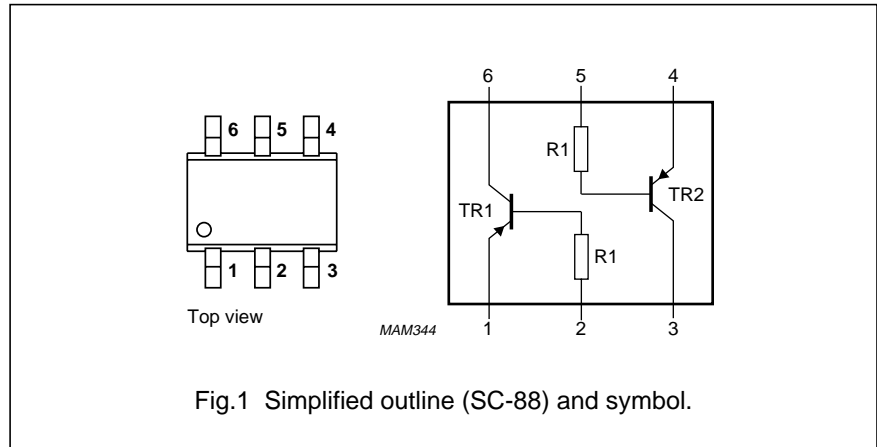 6 5 4
6 5 4
R1
TR1 TR2
R1
1 2 3
Top view
MAM344
1 2 3
Fig.1 Simplified outline (SC-88) and symbol.